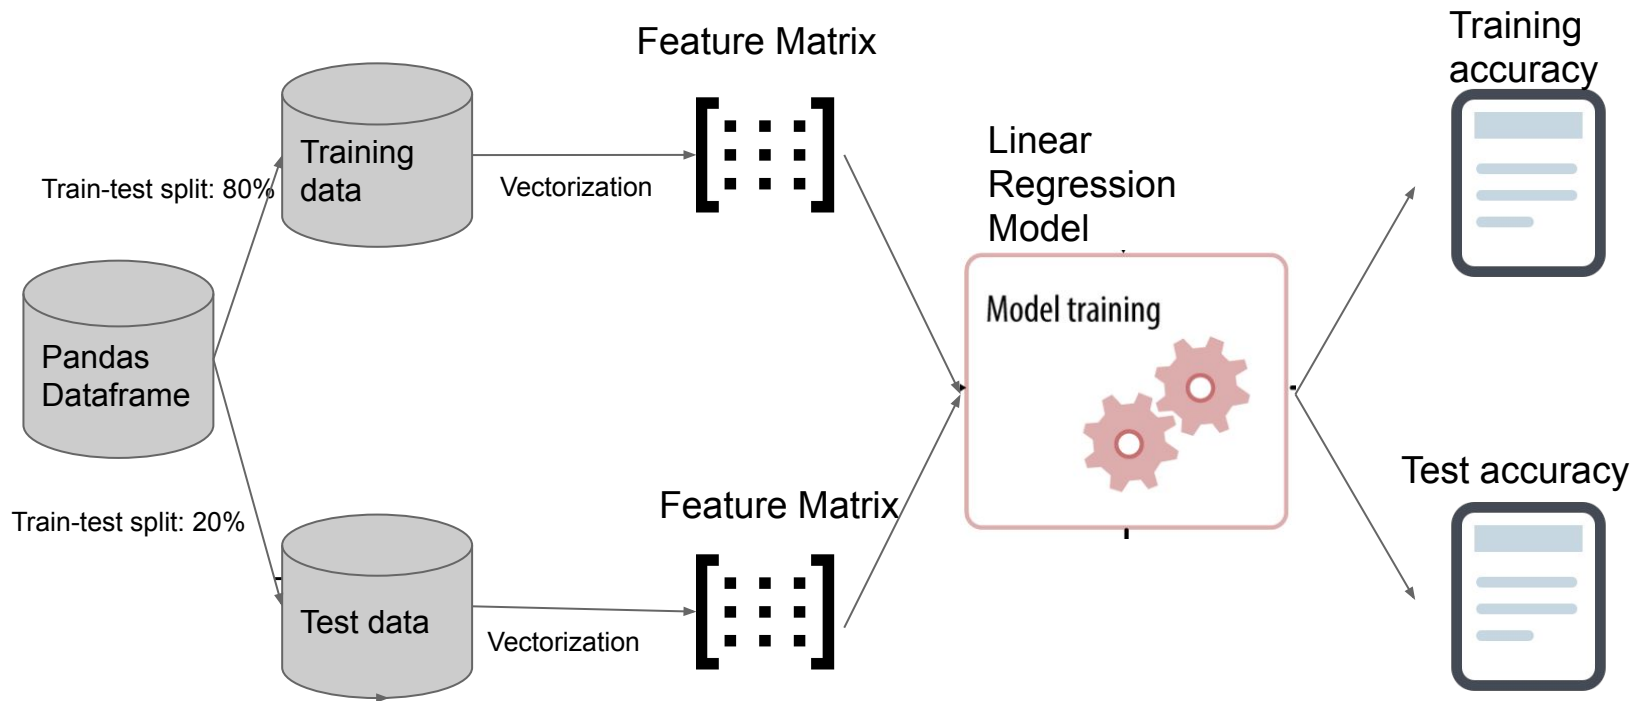 Feature Matrix
Training
accuracy
Training
data
Train-test split: 80%
Vectorization
Linear
Regression
Model
Model training
Pandas
Dataframe
Train-test split: 20%
Test data
Vectorization
Feature Matrix
Test accuracy